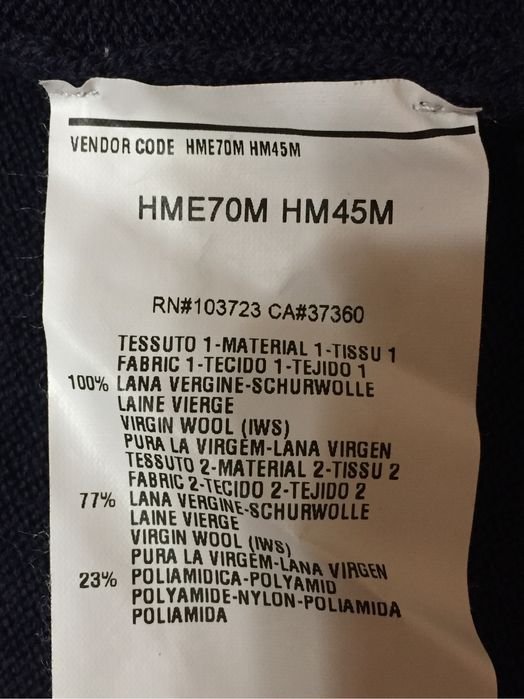 VENDOR CODE HME70M HM45M
HME70M HM45M
RN#103723 CA#37360
TESSUTO 1-MATERIAL 1-TISSU 1
FABRIC 1-TECIDO 1-TEJIDO 1
100% LANA VERGINE-SCHURWOLLE
LAINE VIERGE
VIRGIN WOOL (IWS)
PURA LA VIRGEM-LANA VIRGEN
TESSUTO 2-MATERIAL 2-TISSU 2
FABRIC 2-TECIDO 2-TEJIDO 2
77% LANA VERGINE-SCHURWOLLE
LAINE VIERGE
VIRGIN WOOL (IWS)
PURA LA VIRGEM-LANA VIRGEN
23% POLIAMIDICA-POLYAMID
POLYAMIDE-NYLON-POLIAMIDA
POLIAMIDA